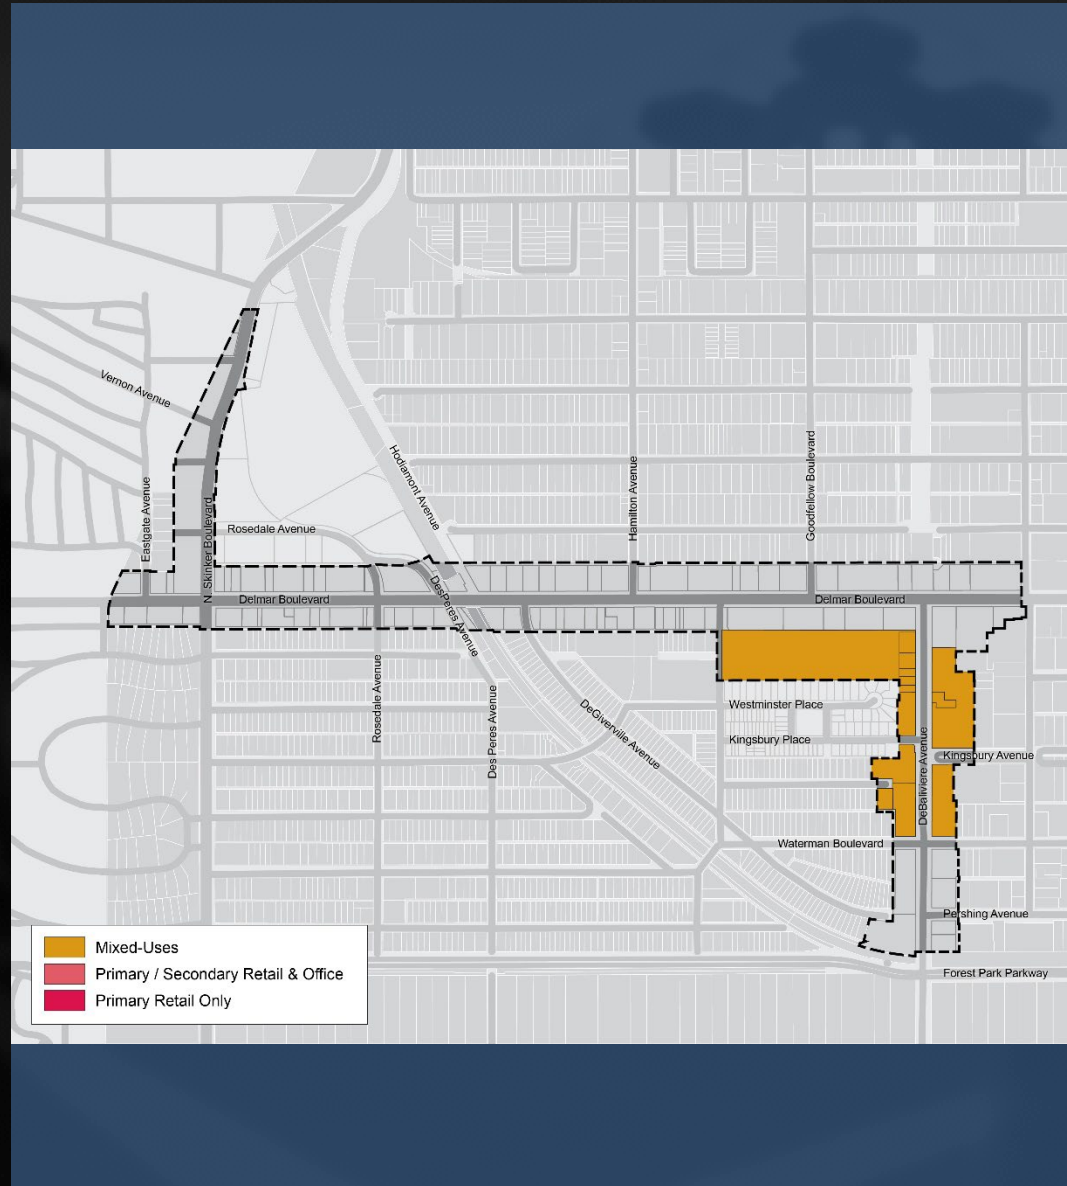 Vernon Avenue
Eastgate Avenue
N. Skinker Boulevard
Rosedale Avenue
Hodiamont Avenue
Hamilton Avenue
Goodfellow Boulevard
Delmar Boulevard
DesPeres Avenue
Delmar Boulevard
Rosedale Avenue
Des Peres Avenue
DeGiverville Avenue
Westminster Place
Kingsbury Place
DeBaliviere Avenue
Kingsbury Avenue
Waterman Boulevard
Pershing Avenue
Forest Park Parkway
Mixed-Uses
Primary / Secondary Retail & Office
Primary Retail Only